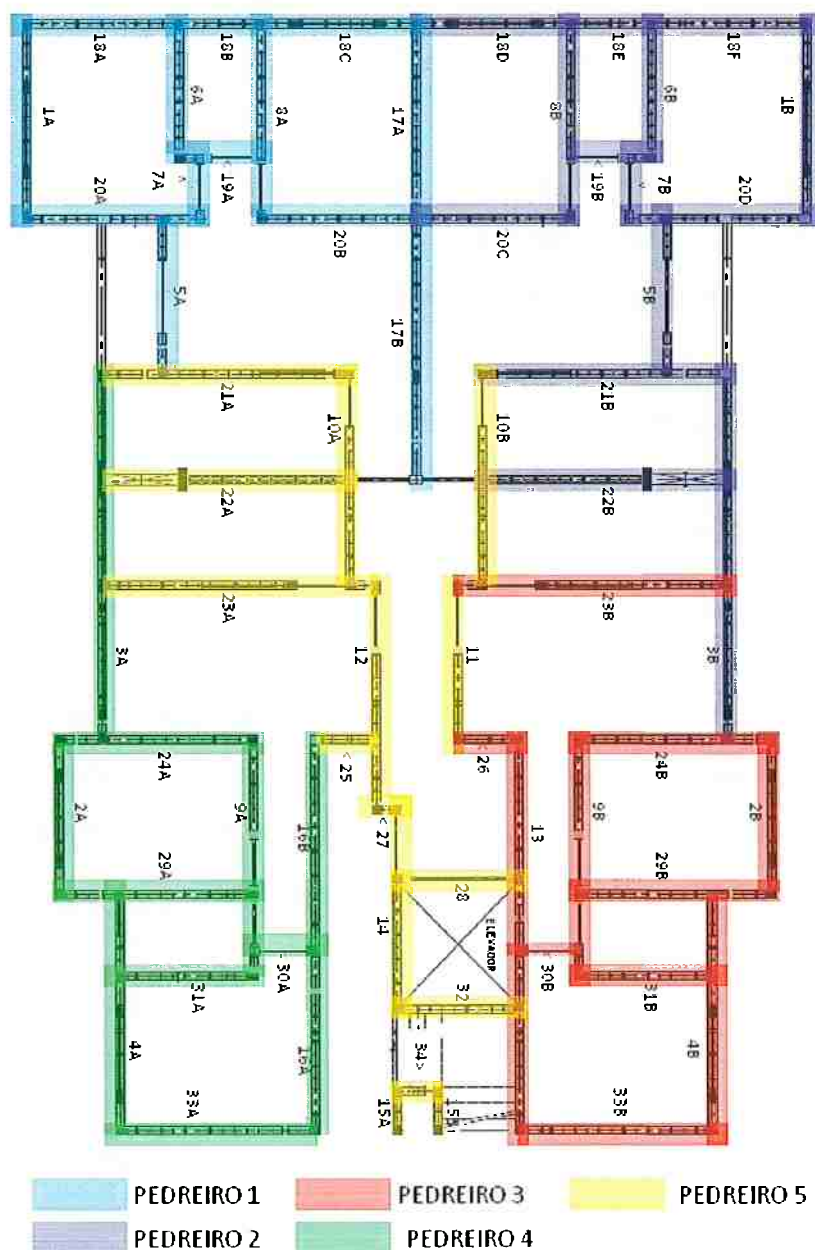 18A 18B 18C 18D 18E 18F
1A 6A 8A 17A 8B 6B 1B
20A 7A <19A <19B 7B 20D
20B 20C
5A 17B 5B
21A 10A 10B 21B
22A 22B
23A 23B
3A 12 11 3B
24A <25 <26 24B
2A 9A 16B <27 13 9B 2B
29A 28 29B
14 ELEVADOR
31A 30A 32 30B 31B
4A 16A 34> 4B
33A 15A 15 33B
PEDREIRO 1 PEDREIRO 3 PEDREIRO 5
PEDREIRO 2 PEDREIRO 4